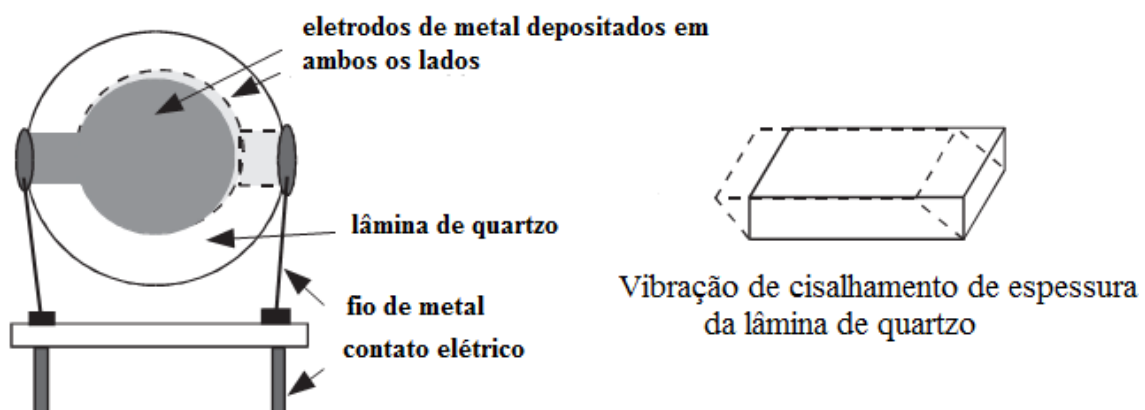 eletrodos de metal depositados em
ambos os lados
lâmina de quartzo
fio de metal
contato elétrico
Vibração de cisalhamento de espessura
da lâmina de quartzo